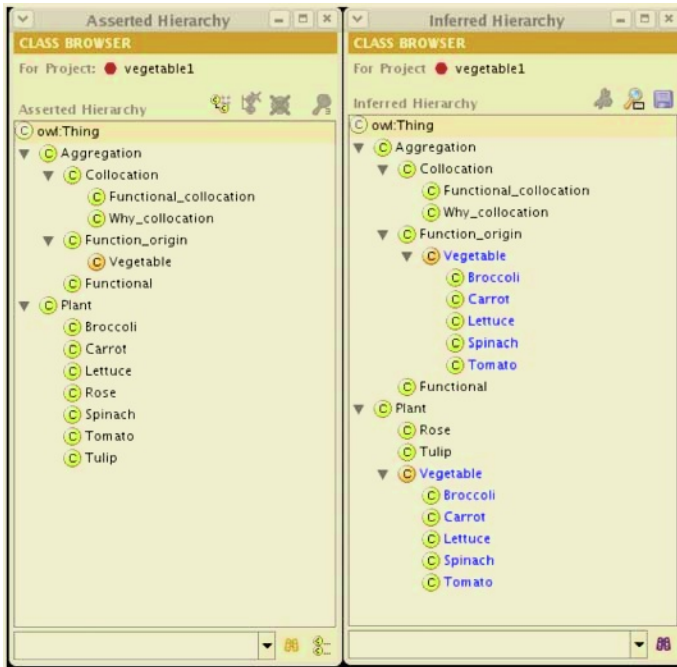 Asserted Hierarchy
CLASS BROWSER
For Project: vegetable1
Asserted Hierarchy
C owl:Thing
C Aggregation
C Collocation
C Functional_collocation
C Why_collocation
C Function_origin
C Vegetable
C Functional
C Plant
C Broccoli
C Carrot
C Lettuce
C Rose
C Spinach
C Tomato
C Tulip
Inferred Hierarchy
CLASS BROWSER
For Project vegetable1
Inferred Hierarchy
C owl:Thing
C Aggregation
C Collocation
C Functional_collocation
C Why_collocation
C Function_origin
C Vegetable
C Broccoli
C Carrot
C Lettuce
C Spinach
C Tomato
C Functional
C Plant
C Rose
C Tulip
C Vegetable
C Broccoli
C Carrot
C Lettuce
C Spinach
C Tomato